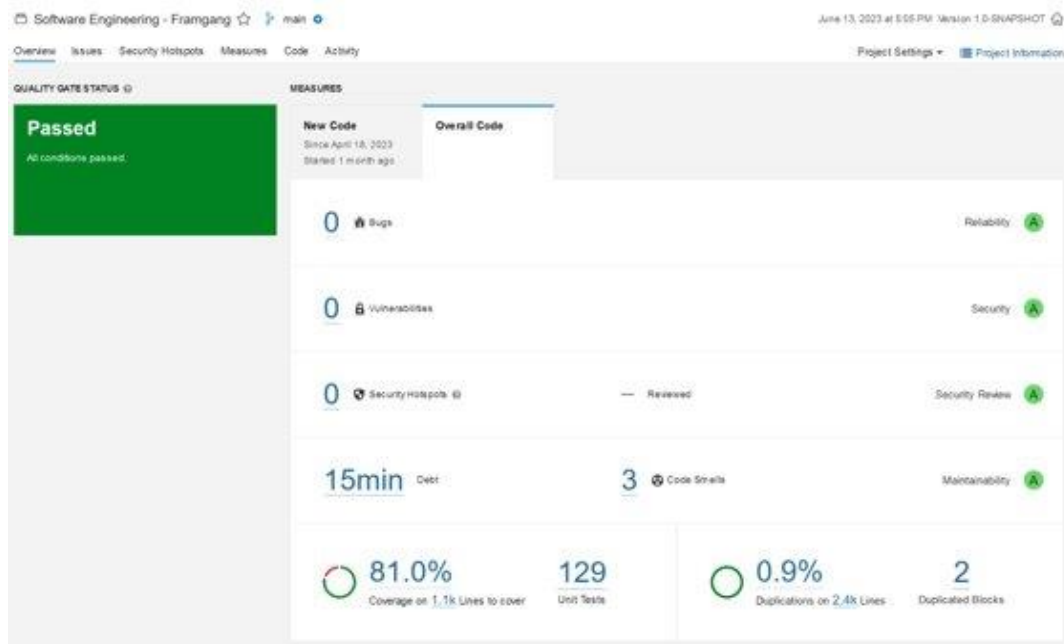 Software Engineering - Framgang main
June 13, 2023 at 5:05 PM Version 1.0-SNAPSHOT
Overview Issues Security Hotspots Measures Code Activity
Project Settings Project Information
QUALITY GATE STATUS
MEASURES
Passed
All conditions passed.
New Code
Since April 18, 2023
Started 1 month ago
Overall Code
0 Bugs
Reliability A
0 Vulnerabilities
Security A
0 Security Hotspots
— Reviewed
Security Review A
15min Debt
3 Code Smells
Maintainability A
81.0%
Coverage on 1.1k Lines to cover
129
Unit Tests
0.9%
Duplications on 2.4k Lines
2
Duplicated Blocks